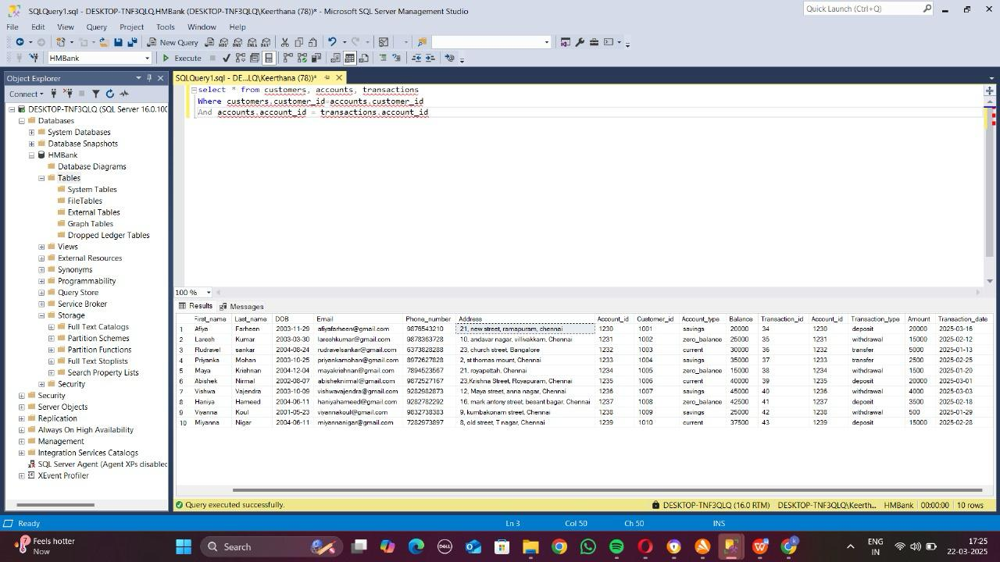 SQLQuery1.sql - DESKTOP-TNF3QLQ.HMBank (DESKTOP-TNF3QLQ\Keerthana (78))* - Microsoft SQL Server Management Studio
Quick Launch (Ctrl+Q)
File Edit View Query Project Tools Window Help
New Query
HMBank Execute
Object Explorer
SQLQuery1.sql - DE...LQ\Keerthana (78))*
Connect
DESKTOP-TNF3QLQ (SQL Server 16.0.100
Databases
System Databases
Database Snapshots
HMBank
Database Diagrams
Tables
System Tables
FileTables
External Tables
Graph Tables
Dropped Ledger Tables
Views
External Resources
Synonyms
Programmability
Query Store
Service Broker
Storage
Full Text Catalogs
Partition Schemes
Partition Functions
Full Text Stoplists
Search Property Lists
Security
Security
Server Objects
Replication
Always On High Availability
Management
Integration Services Catalogs
SQL Server Agent (Agent XPs disablec
XEvent Profiler
select * from customers, accounts, transactions
Where customers.customer_id=accounts.customer_id
And accounts.account_id = transactions.account_id
100 %
Results Messages
First_name Last_name DOB Email Phone_number Address Account_id Customer_id Account_type Balance Transaction_id Account_id Transaction_type Amount Transaction_date
1 Afiya Farheen 2003-11-29 afiyafarheen@gmail.com 9876543210 21, new street, ramapuram, chennai 1230 1001 savings 20000 34 1230 deposit 20000 2025-03-16
2 Laresh Kumar 2003-03-30 lareshkumar@gmail.com 9878363728 10, andavar nagar, villivakkam, Chennai 1231 1002 zero_balance 25000 35 1231 withdrawal 15000 2025-02-12
3 Rudravel sankar 2004-08-24 rudravelsankar@gmail.com 6373828288 23, church street, Bangalore 1232 1003 current 30000 36 1232 transfer 5000 2025-01-13
4 Priyanka Mohan 2003-10-25 priyankamohan@gmail.com 8972627828 2, st thomas mount, Chennai 1233 1004 savings 35000 37 1233 transfer 2500 2025-02-25
5 Maya Krishnan 2004-12-04 mayakrishnan@gmail.com 7894523567 21, royapettah, Chennai 1234 1005 zero_balance 15000 38 1234 withdrawal 1500 2025-01-20
6 Abishek Nirmal 2002-08-07 abisheknirmal@gmail.com 9872527167 23,Krishna Street, Royapuram, Chennai 1235 1006 current 40000 39 1235 deposit 20000 2025-03-01
7 Vishwa Vajendra 2003-10-09 vishwavajendra@gmail.com 9282982873 12, Maya street, anna nagar, Chennai 1236 1007 savings 45000 40 1236 withdrawal 4000 2025-03-03
8 Haniya Hameed 2004-06-11 haniyahameed@gmail.com 9282782292 16, mark antony street, besant bagar, Chennai 1237 1008 zero_balance 42500 41 1237 deposit 3500 2025-02-18
9 Viyanna Koul 2001-05-23 viyannakoul@gmail.com 9832738383 9, kumbakonam street, Chennai 1238 1009 savings 25000 42 1238 withdrawal 500 2025-01-29
10 Miyanna Nigar 2004-06-11 miyannanigar@gmail.com 7282973897 8, old street, T nagar, Chennai 1239 1010 current 37500 43 1239 deposit 15000 2025-02-28
Query executed successfully. DESKTOP-TNF3QLQ (16.0 RTM) DESKTOP-TNF3QLQ\Keerth... HMBank 00:00:00 10 rows
Ready Ln 3 Col 50 Ch 50 INS
Feels hotter
Now
Search
DELL
ENG
IN
17:25
22-03-2025